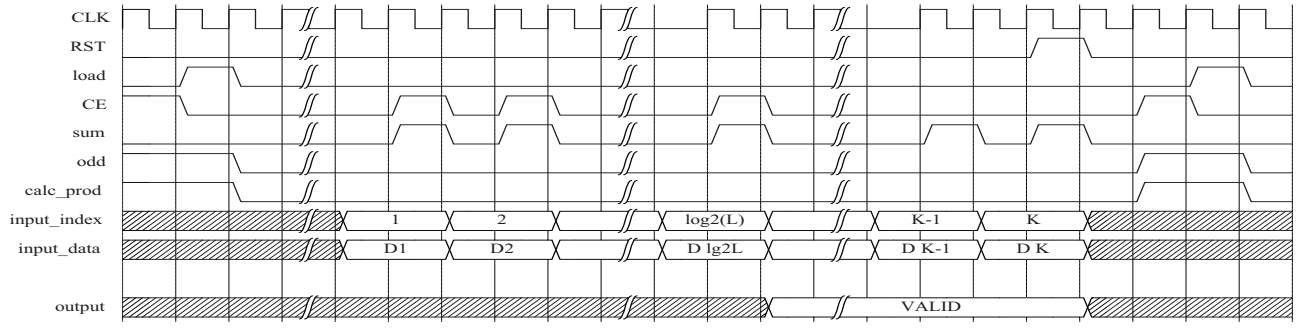 CLK
RST
load
CE
sum
odd
calc_prod
input_index 1 2 log2(L) K-1 K
input_data D1 D2 D lg2L D K-1 D K
output VALID